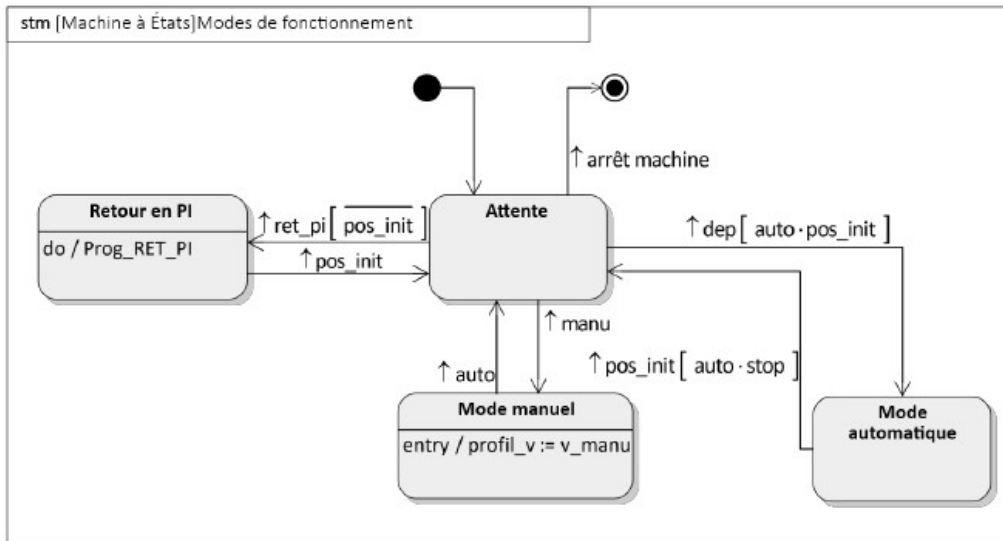 stm [Machine à États]Modes de fonctionnement
↑ arrêt machine
Retour en PI
do / Prog_RET_PI
↑ ret_pi [ p̅o̅s̅_̅i̅n̅i̅t̅ ]
↑ pos_init
Attente
↑ dep [ auto · pos_init ]
↑ manu
↑ auto
↑ pos_init [ auto · stop ]
Mode manuel
entry / profil_v := v_manu
Mode
automatique